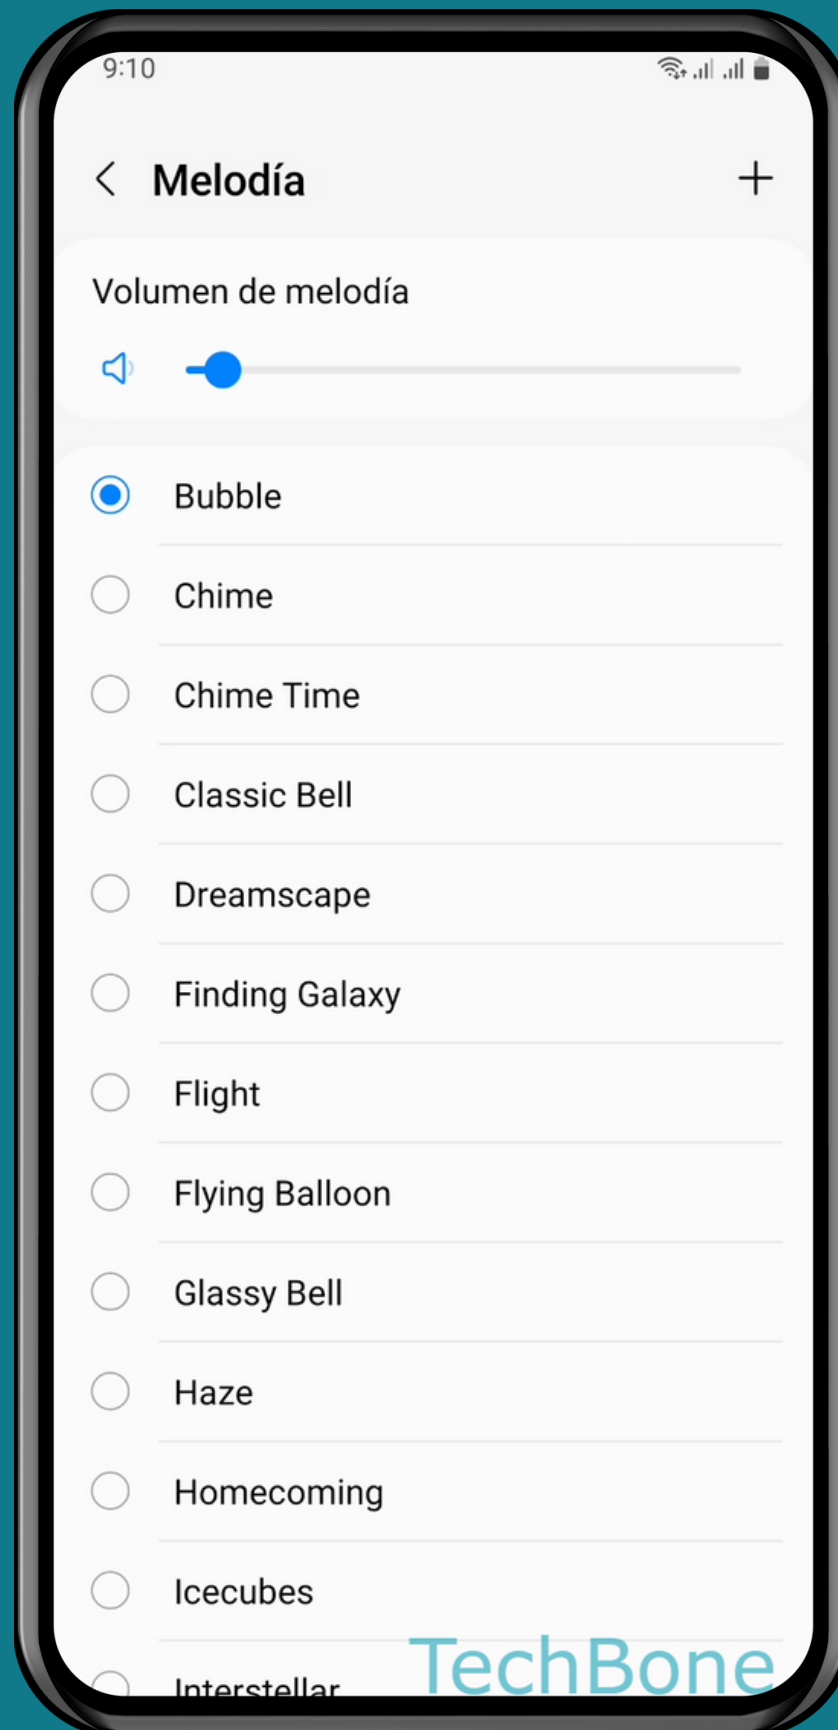 9:10
Melodía
Volumen de melodía
Bubble
Chime
Chime Time
Classic Bell
Dreamscape
Finding Galaxy
Flight
Flying Balloon
Glassy Bell
Haze
Homecoming
Icecubes
Interstellar
TechBone